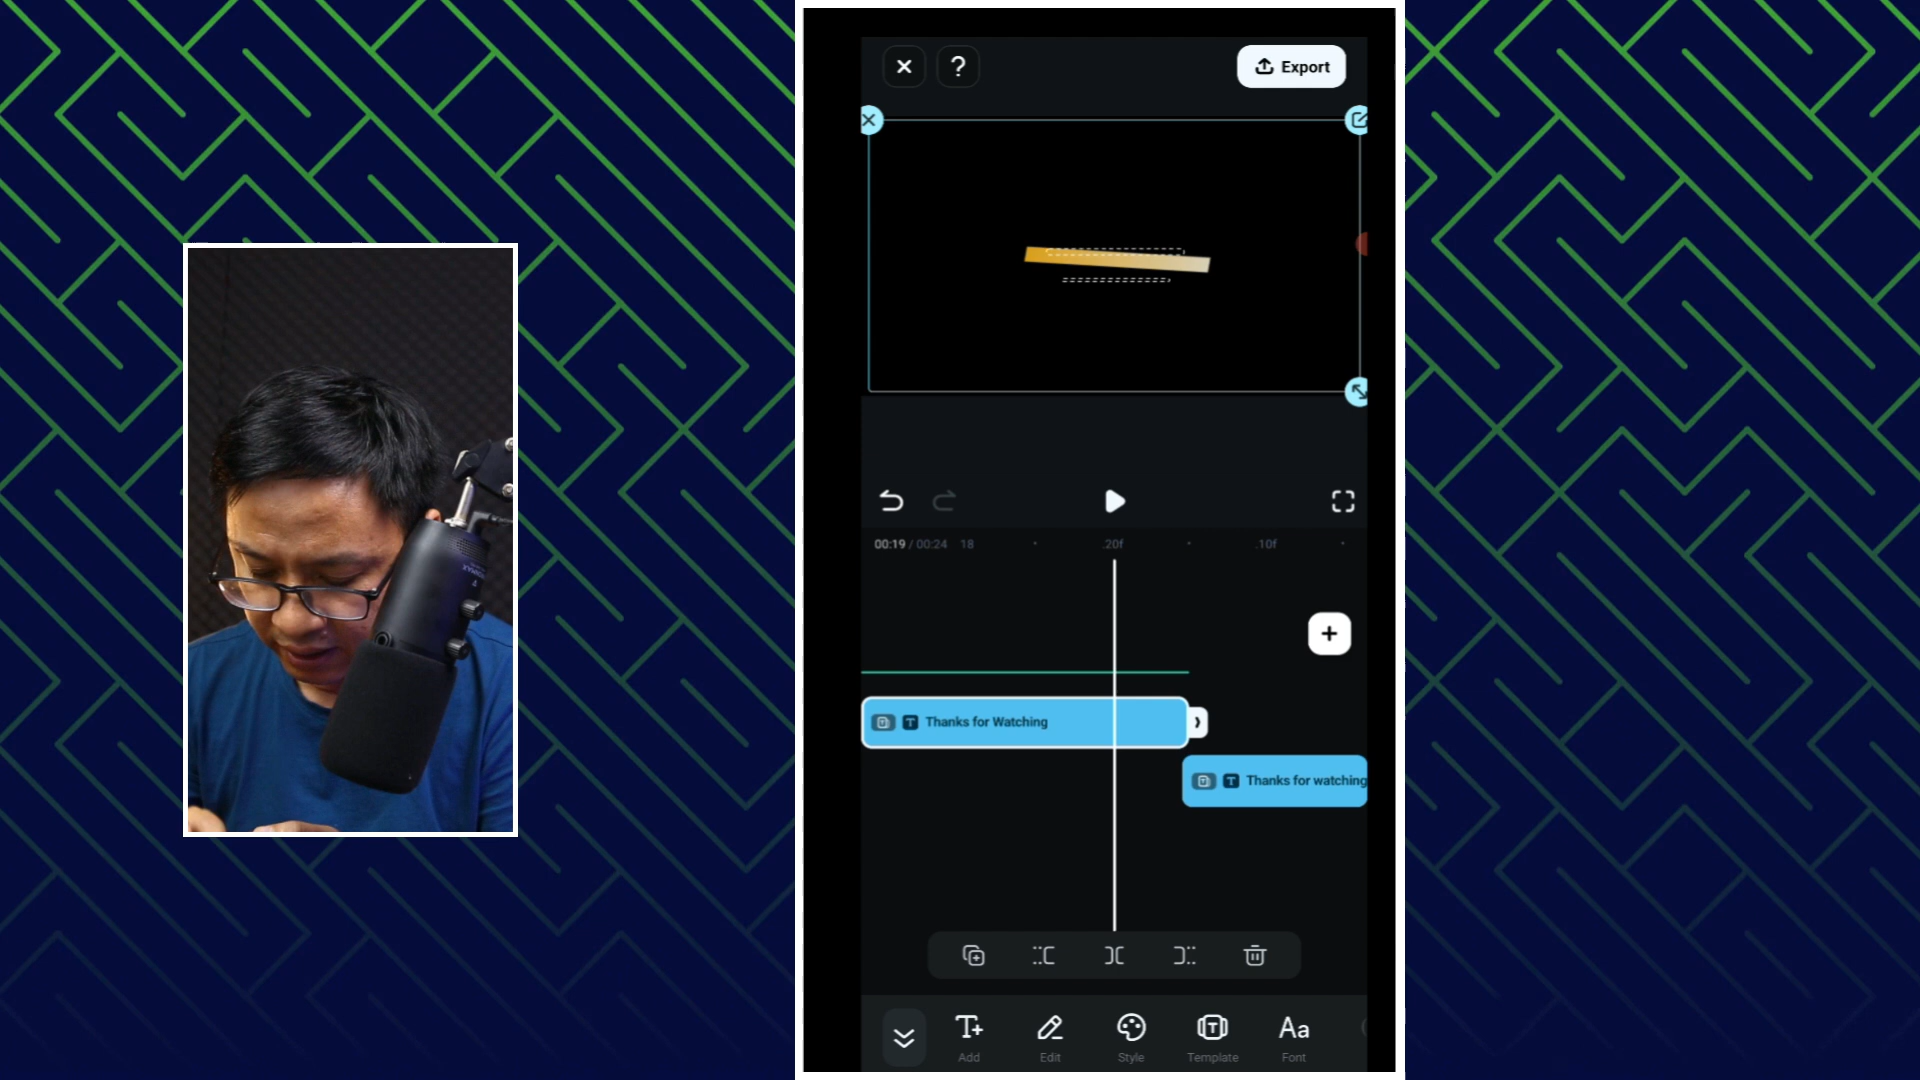 Export
00:19 / 00:24 18 .20f .10f
Thanks for Watching
Thanks for watching
Add Edit Style Template Font